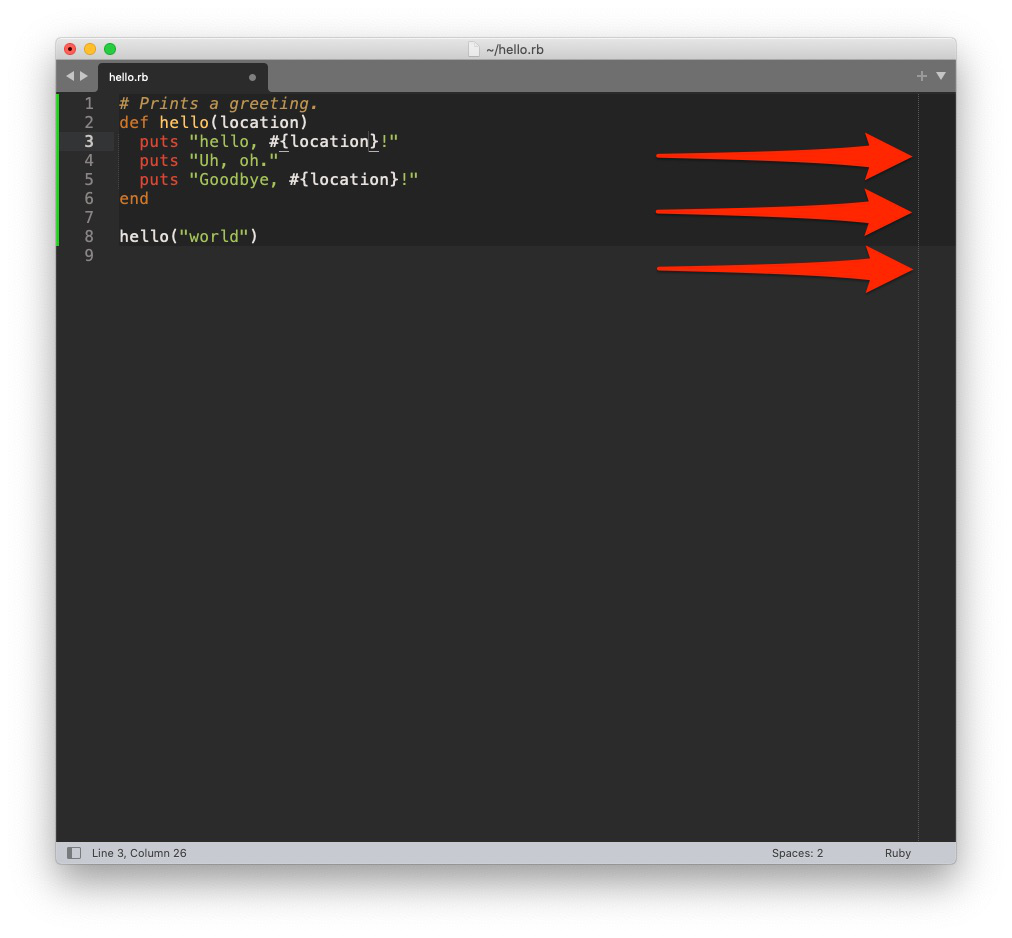 ~/hello.rb
hello.rb
1 # Prints a greeting.
2 def hello(location)
3   puts "hello, #{location}!"
4   puts "Uh, oh."
5   puts "Goodbye, #{location}!"
6 end
7
8 hello("world")
9
Line 3, Column 26 Spaces: 2 Ruby